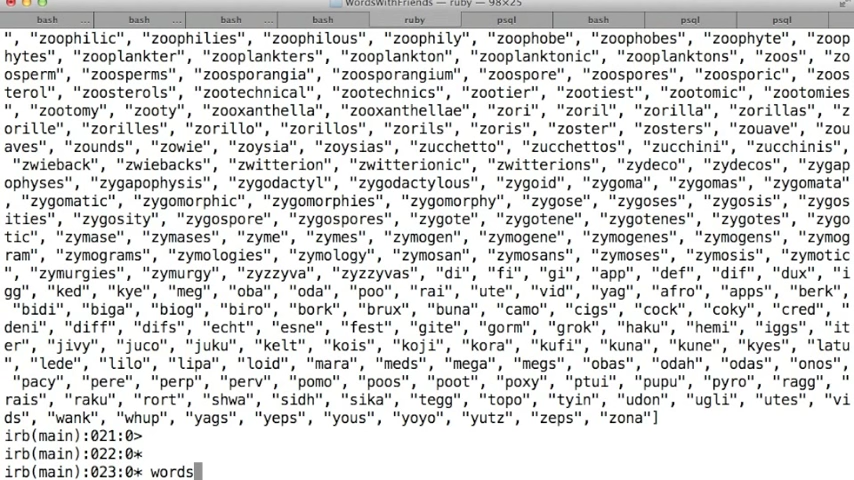 WordsWithFriends — ruby — 98×25
bash ... bash ... bash ... bash ruby psql bash psql psql
", "zoophilic", "zoophilies", "zoophilous", "zoophily", "zoophobe", "zoophobes", "zoophyte", "zoop
hytes", "zooplankter", "zooplankters", "zooplankton", "zooplanktonic", "zooplanktons", "zoos", "zo
osperm", "zoosperms", "zoosporangia", "zoosporangium", "zoospore", "zoospores", "zoosporic", "zoos
terol", "zoosterols", "zootechnical", "zootechnics", "zootier", "zootiest", "zootomic", "zootomies
", "zootomy", "zooty", "zooxanthella", "zooxanthellae", "zori", "zoril", "zorilla", "zorillas", "z
orille", "zorilles", "zorillo", "zorillos", "zorils", "zoris", "zoster", "zosters", "zouave", "zou
aves", "zounds", "zowie", "zoysia", "zoysias", "zucchetto", "zucchettos", "zucchini", "zucchinis",
"zwieback", "zwiebacks", "zwitterion", "zwitterionic", "zwitterions", "zydeco", "zydecos", "zygap
ophyses", "zygapophysis", "zygodactyl", "zygodactylous", "zygoid", "zygoma", "zygomas", "zygomata"
, "zygomatic", "zygomorphic", "zygomorphies", "zygomorphy", "zygose", "zygoses", "zygosis", "zygos
ities", "zygosity", "zygospore", "zygospores", "zygote", "zygotene", "zygotenes", "zygotes", "zygo
tic", "zymase", "zymases", "zyme", "zymes", "zymogen", "zymogene", "zymogenes", "zymogens", "zymog
ram", "zymograms", "zymologies", "zymology", "zymosan", "zymosans", "zymoses", "zymosis", "zymotic
", "zymurgies", "zymurgy", "zyzzyva", "zyzzyvas", "di", "fi", "gi", "app", "def", "dif", "dux", "i
gg", "ked", "kye", "meg", "oba", "oda", "poo", "rai", "ute", "vid", "yag", "afro", "apps", "berk",
"bidi", "biga", "biog", "biro", "bork", "brux", "buna", "camo", "cigs", "cock", "coky", "cred", "
deni", "diff", "difs", "echt", "esne", "fest", "gite", "gorm", "grok", "haku", "hemi", "iggs", "it
er", "jivy", "juco", "juku", "kelt", "kois", "koji", "kora", "kufi", "kuna", "kune", "kyes", "latu
", "lede", "lilo", "lipa", "loid", "mara", "meds", "mega", "megs", "obas", "odah", "odas", "onos",
"pacy", "pere", "perp", "perv", "pomo", "poos", "poot", "poxy", "ptui", "pupu", "pyro", "ragg", "
rais", "raku", "rort", "shwa", "sidh", "sika", "tegg", "topo", "tyin", "udon", "ugli", "utes", "vi
ds", "wank", "whup", "yags", "yeps", "yous", "yoyo", "yutz", "zeps", "zona"]
irb(main):021:0>
irb(main):022:0*
irb(main):023:0* words